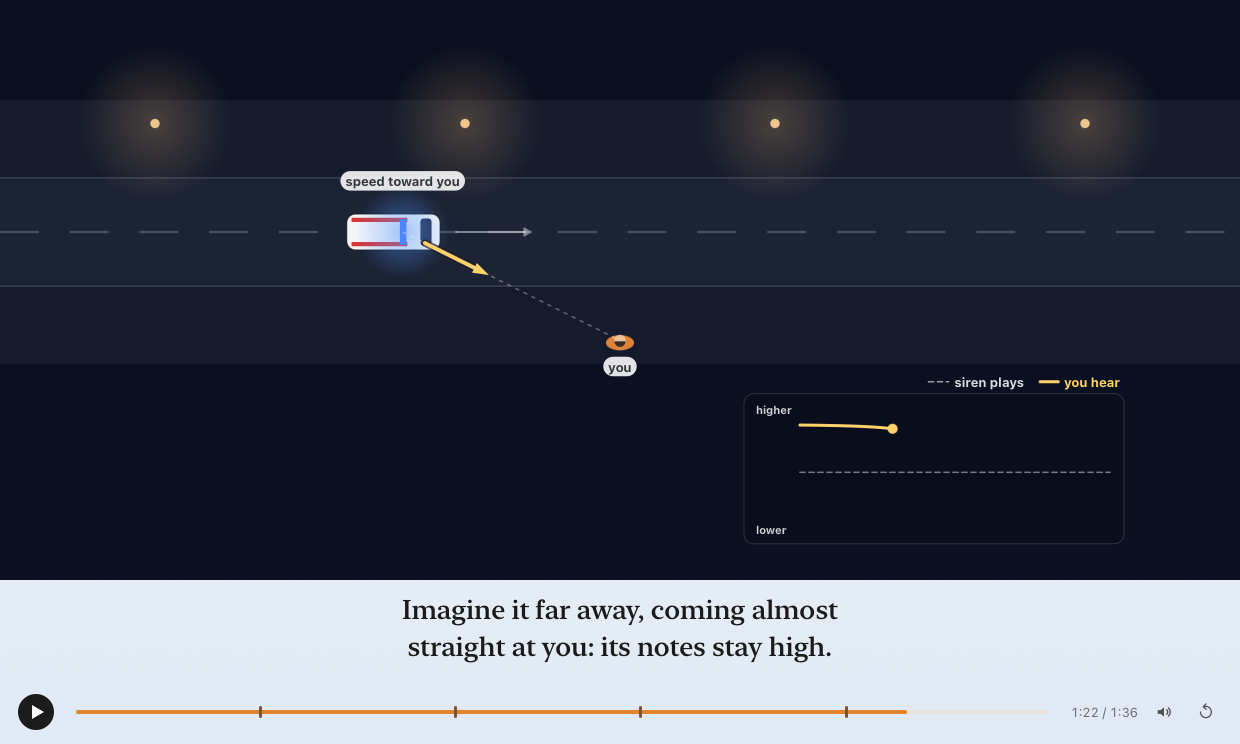 speed toward you
you
siren plays you hear
higher
lower
Imagine it far away, coming almost
straight at you: its notes stay high.
1:22 / 1:36